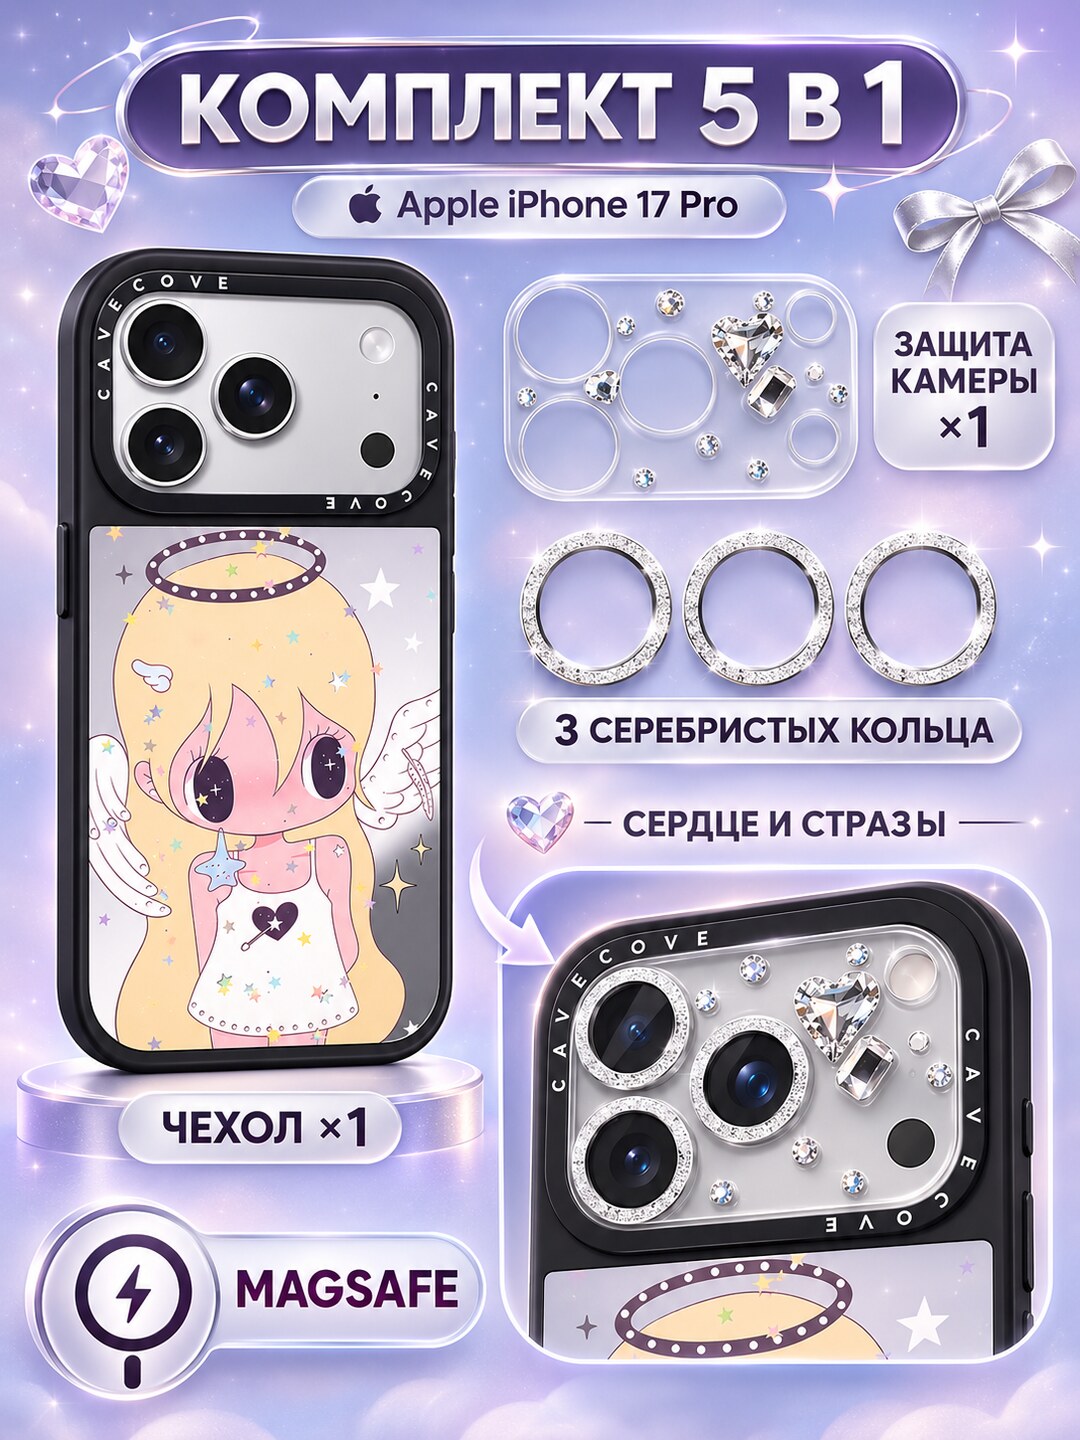 КОМПЛЕКТ 5 В 1
Apple iPhone 17 Pro
CAVECOVE
CAVECOVE
ЗАЩИТА
КАМЕРЫ
×1
3 СЕРЕБРИСТЫХ КОЛЬЦА
СЕРДЦЕ И СТРАЗЫ
CAVECOVE
CAVECOVE
ЧЕХОЛ ×1
MAGSAFE